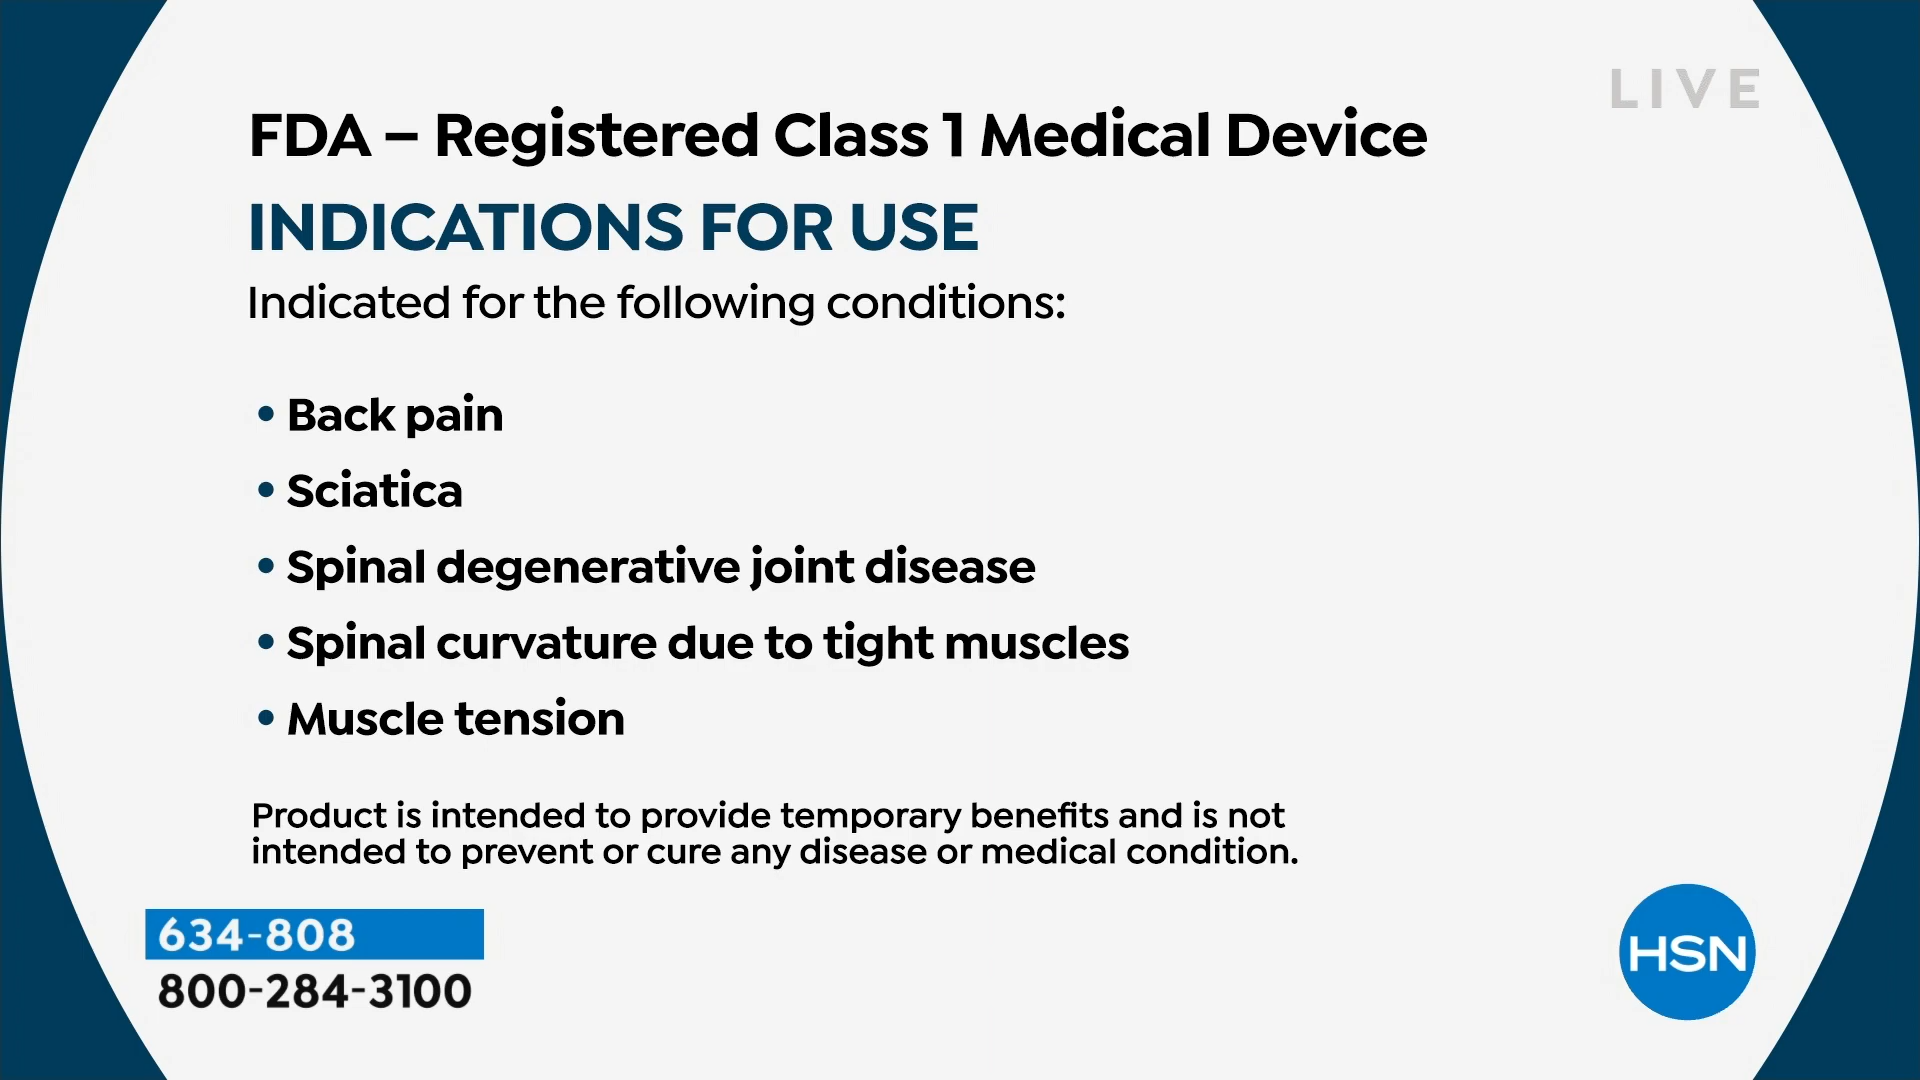 LIVE
FDA – Registered Class 1 Medical Device
INDICATIONS FOR USE
Indicated for the following conditions:
• Back pain
• Sciatica
• Spinal degenerative joint disease
• Spinal curvature due to tight muscles
• Muscle tension
Product is intended to provide temporary benefits and is not
intended to prevent or cure any disease or medical condition.
634-808
800-284-3100
HSN